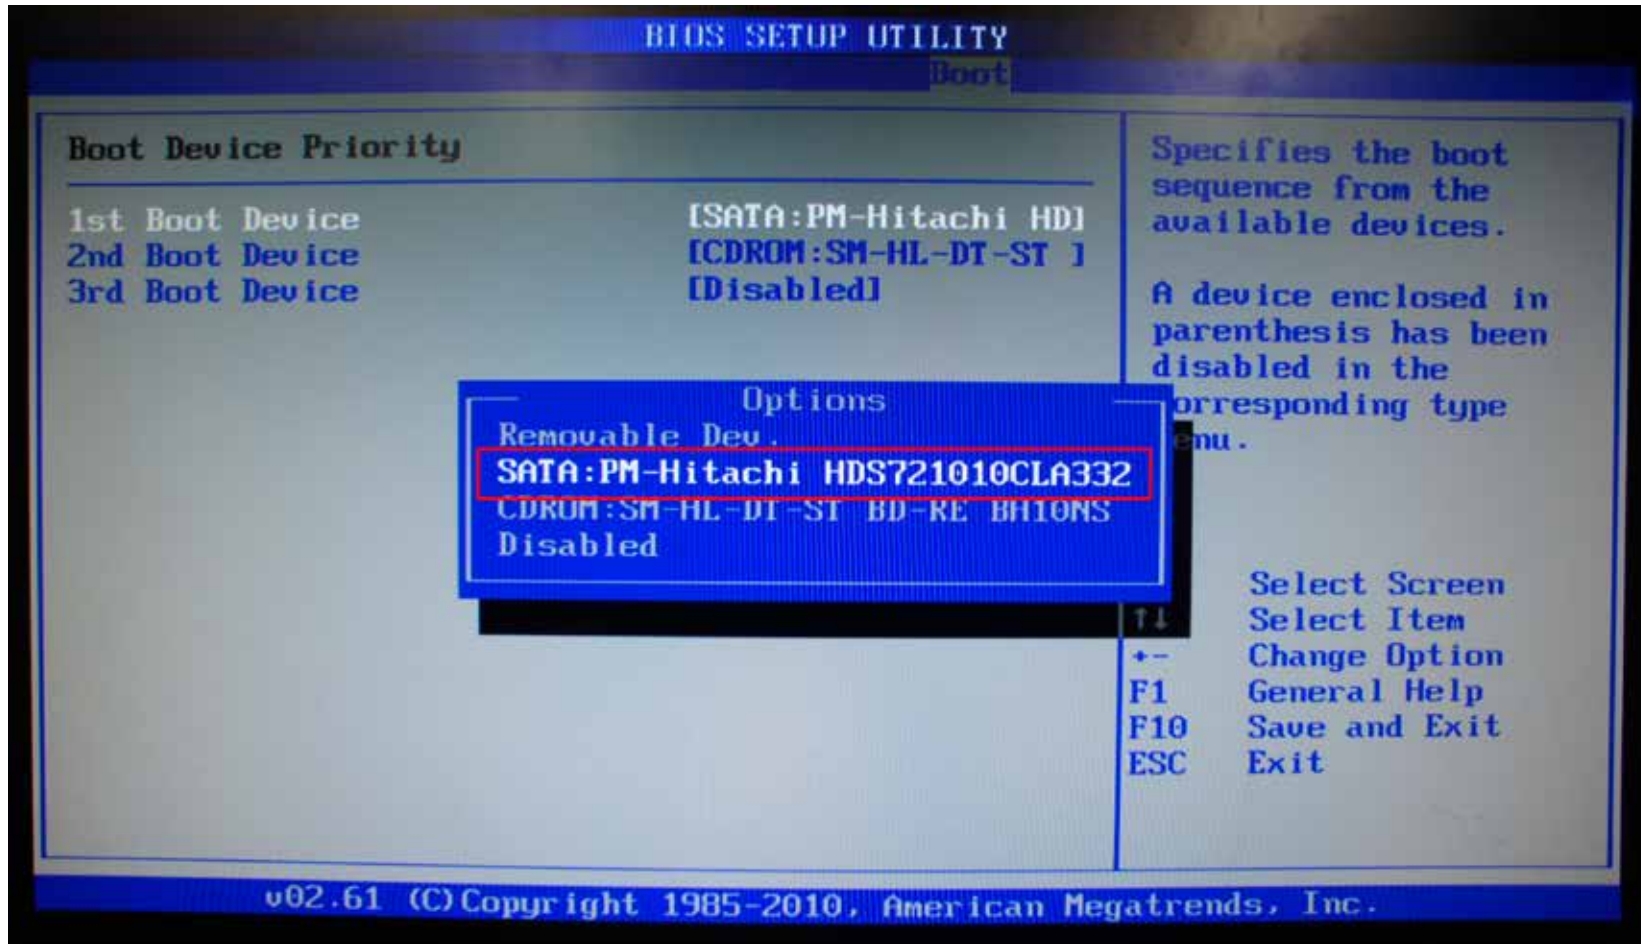 BIOS SETUP UTILITY
Boot
Boot Device Priority
1st Boot Device [SATA:PM-Hitachi HD]
2nd Boot Device [CDROM:SM-HL-DT-ST ]
3rd Boot Device [Disabled]
Options
Removable Dev.
SATA:PM-Hitachi HDS721010CLA332
CDROM:SM-HL-DT-ST BD-RE BH10NS
Disabled
Specifies the boot
sequence from the
available devices.
A device enclosed in
parenthesis has been
disabled in the
orresponding type
enu.
Select Screen
↑↓ Select Item
+- Change Option
F1 General Help
F10 Save and Exit
ESC Exit
v02.61 (C)Copyright 1985-2010, American Megatrends, Inc.